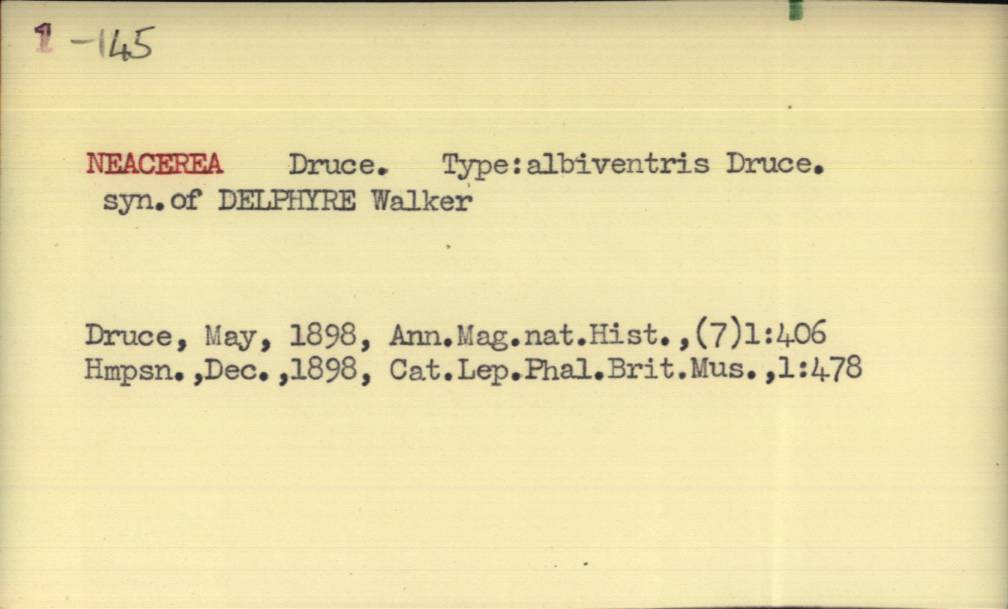 1 -145
NEACEREA Druce. Type:albiventris Druce.
syn.of DELPHYRE Walker
Druce, May, 1898, Ann.Mag.nat.Hist.,(7)1:406
Hmpsn.,Dec.,1898, Cat.Lep.Phal.Brit.Mus.,1:478